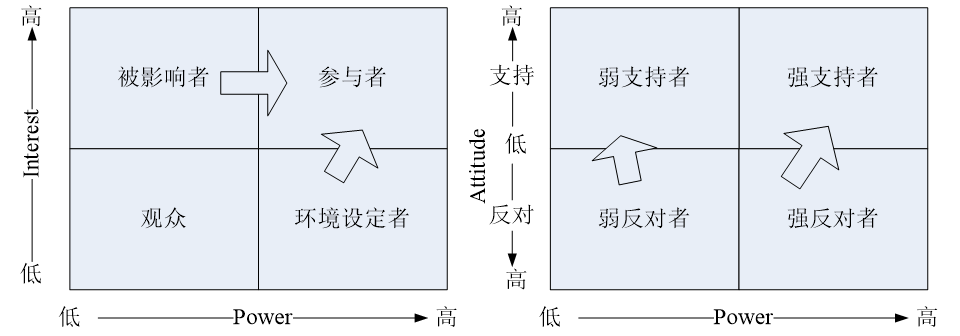 高
被影响者
参与者
Interest
观众
环境设定者
低
低
Power
高
高
支持
弱支持者
强支持者
低
Attitude
反对
弱反对者
强反对者
高
低
Power
高